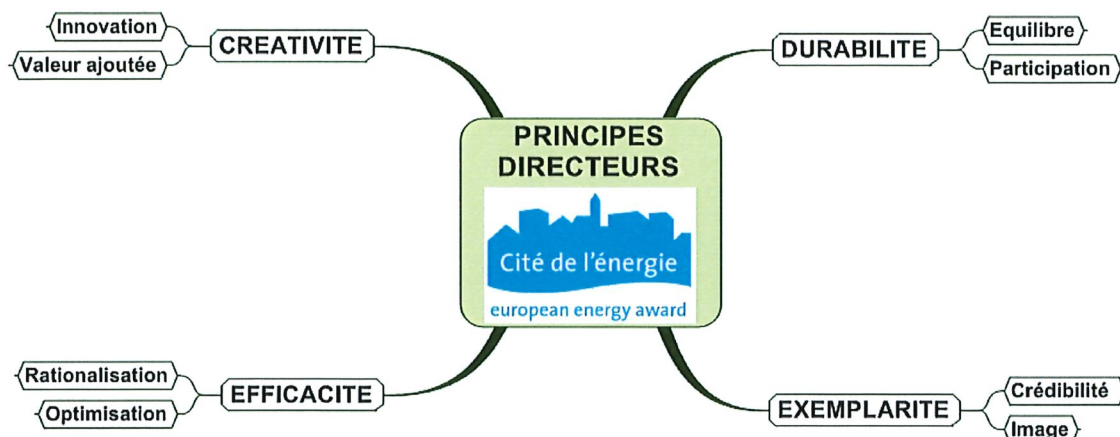 Innovation
Valeur ajoutée
CREATIVITE
DURABILITE
Equilibre
Participation
PRINCIPES
DIRECTEURS
Cité de l'énergie
european energy award
Rationalisation
Optimisation
EFFICACITE
EXEMPLARITE
Crédibilité
Image